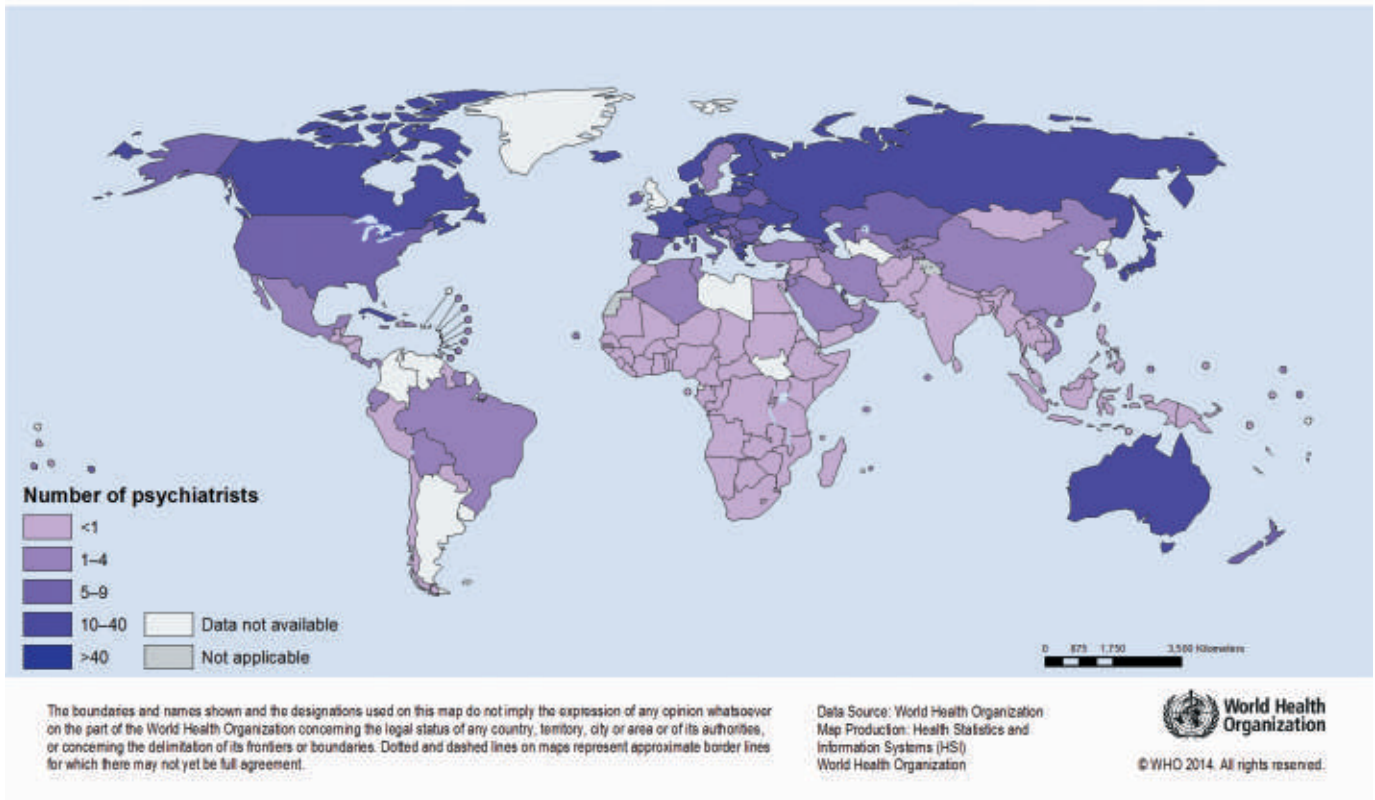 Number of psychiatrists
<1
1–4
5–9
10–40
>40
Data not available
Not applicable
0 875 1,750 3,500 Kilometers
The boundaries and names shown and the designations used on this map do not imply the expression of any opinion whatsoever
on the part of the World Health Organization concerning the legal status of any country, territory, city or area or of its authorities,
or concerning the delimitation of its frontiers or boundaries. Dotted and dashed lines on maps represent approximate border lines
for which there may not yet be full agreement.
Data Source: World Health Organization
Map Production: Health Statistics and
Information Systems (HSI)
World Health Organization
World Health
Organization
© WHO 2014. All rights reserved.